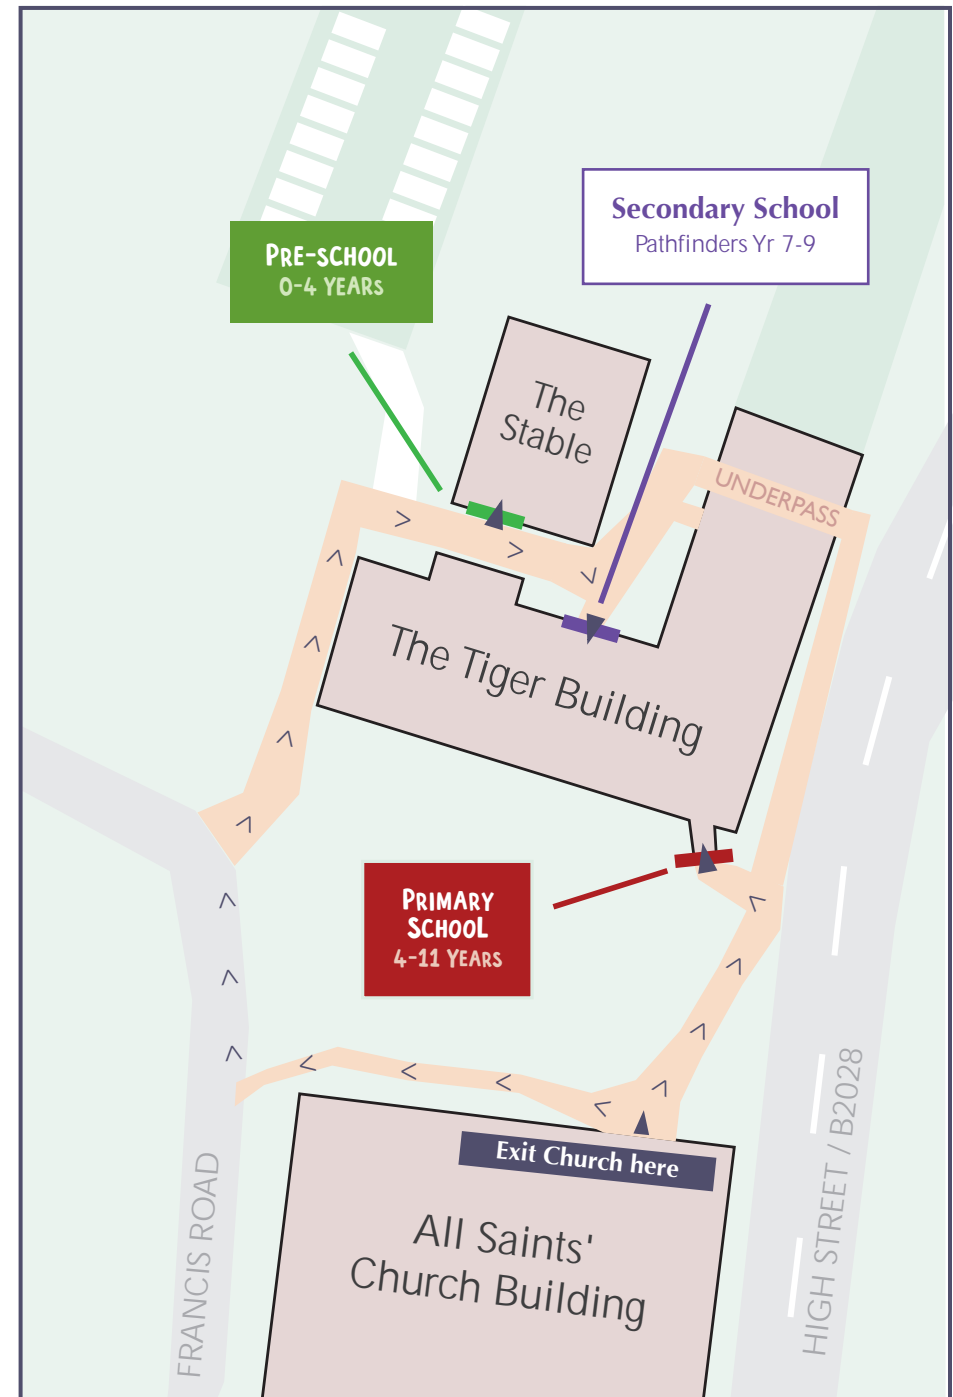 Secondary School
Pathfinders Yr 7-9
PRE-SCHOOL
0-4 YEARS
The
Stable
UNDERPASS
The Tiger Building
PRIMARY
SCHOOL
4-11 YEARS
Exit Church here
All Saints'
Church Building
FRANCIS ROAD
HIGH STREET / B2028